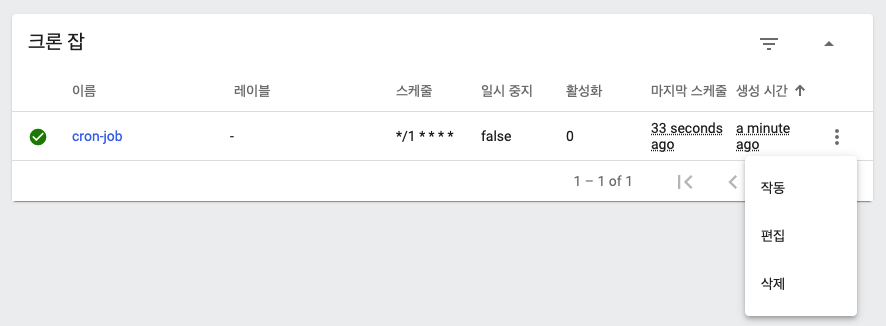 크론 잡
이름 레이블 스케줄 일시 중지 활성화 마지막 스케줄 생성 시간
cron-job - */1 * * * * false 0 33 seconds ago a minute ago
1 – 1 of 1
작동
편집
삭제